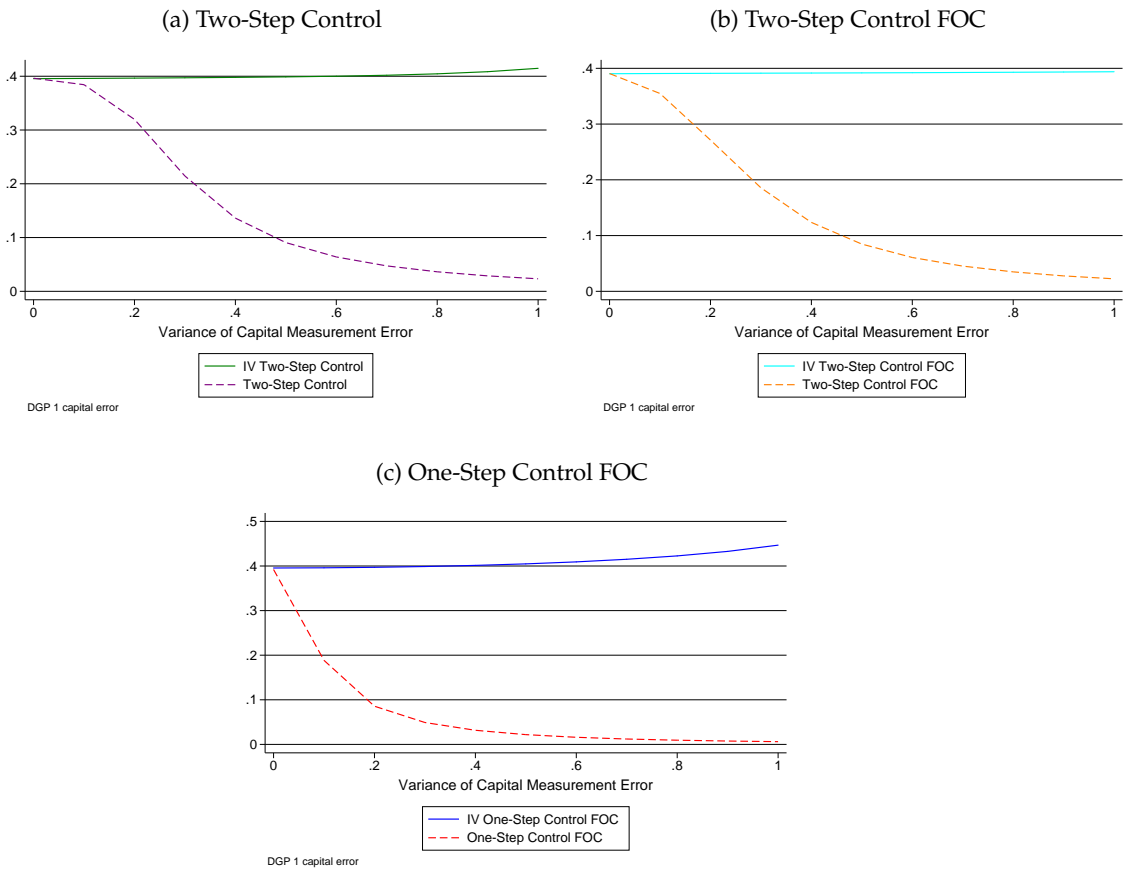 (a) Two-Step Control
.4
.3
.2
.1
0
0 .2 .4 .6 .8 1
Variance of Capital Measurement Error
IV Two-Step Control
Two-Step Control
DGP 1 capital error
(b) Two-Step Control FOC
.4
.3
.2
.1
0
0 .2 .4 .6 .8 1
Variance of Capital Measurement Error
IV Two-Step Control FOC
Two-Step Control FOC
DGP 1 capital error
(c) One-Step Control FOC
.5
.4
.3
.2
.1
0
0 .2 .4 .6 .8 1
Variance of Capital Measurement Error
IV One-Step Control FOC
One-Step Control FOC
DGP 1 capital error